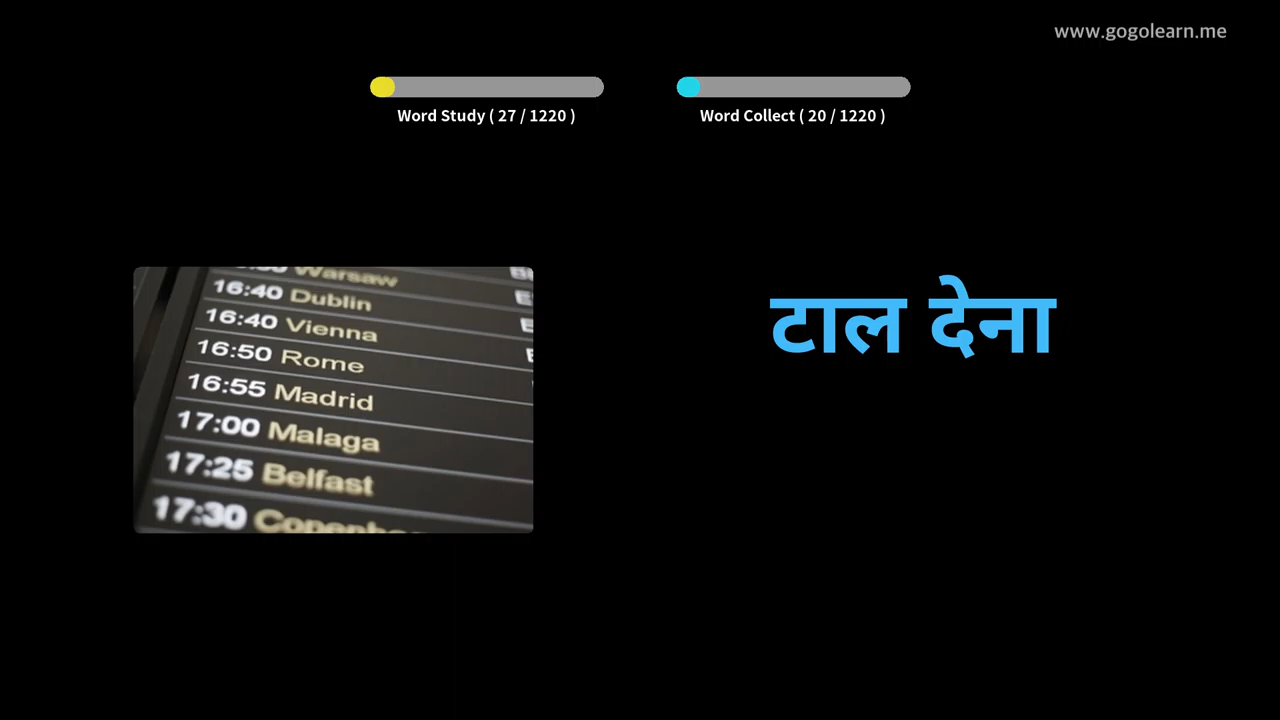 www.gogolearn.me
Word Study ( 27 / 1220 )
Word Collect ( 20 / 1220 )
Warsaw
16:40 Dublin
16:40 Vienna
16:50 Rome
16:55 Madrid
17:00 Malaga
17:25 Belfast
17:30
टाल देना